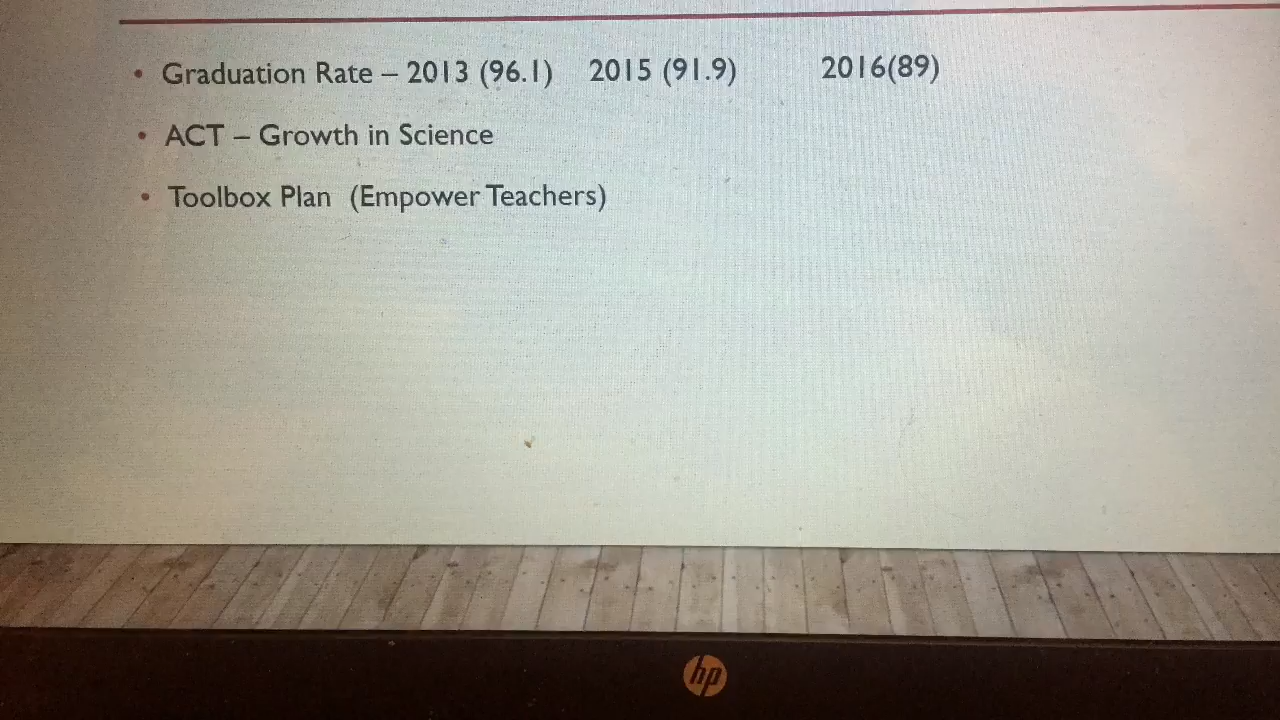 • Graduation Rate – 2013 (96.1) 2015 (91.9) 2016(89)
• ACT – Growth in Science
• Toolbox Plan (Empower Teachers)
hp